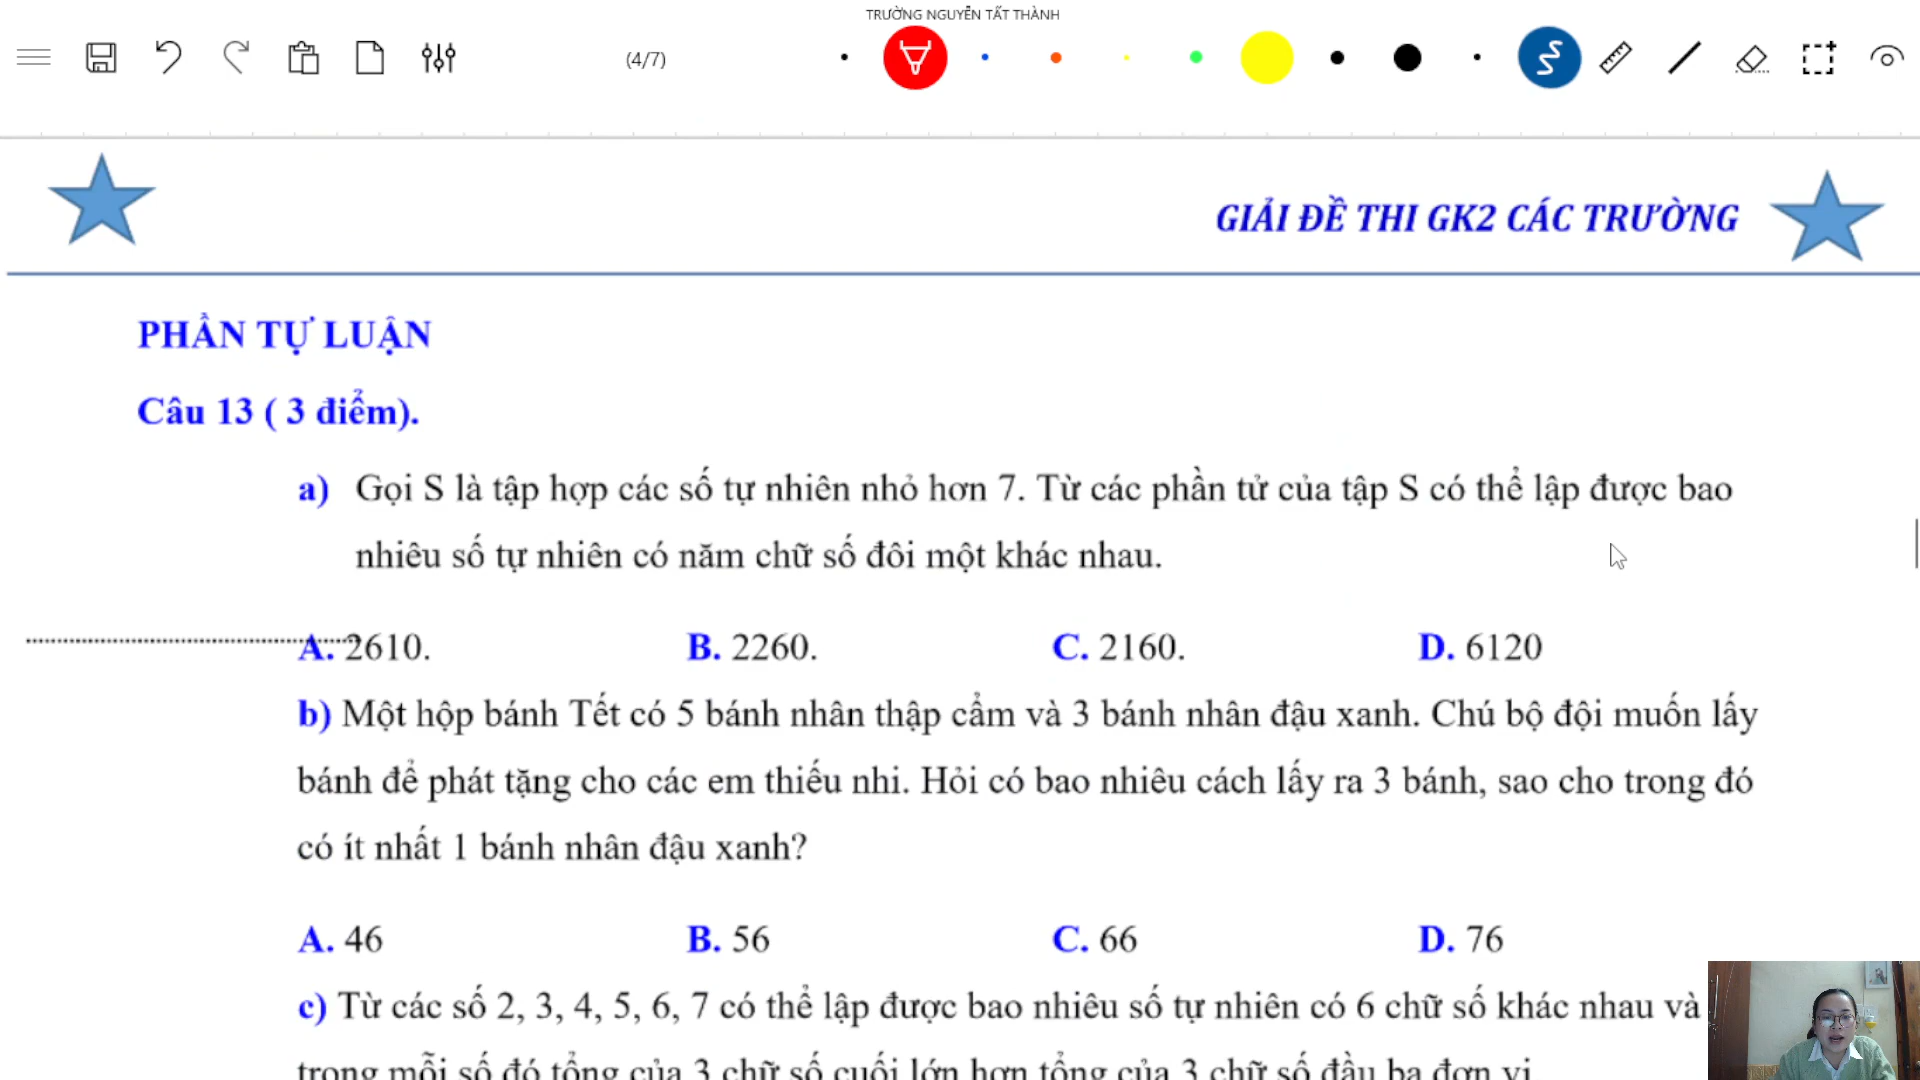 TRƯỜNG NGUYỄN TẤT THÀNH
(4/7)
GIẢI ĐỀ THI GK2 CÁC TRƯỜNG
PHẦN TỰ LUẬN
Câu 13 ( 3 điểm).
a) Gọi S là tập hợp các số tự nhiên nhỏ hơn 7. Từ các phần tử của tập S có thể lập được bao
nhiêu số tự nhiên có năm chữ số đôi một khác nhau.
A. 2610. B. 2260. C. 2160. D. 6120
b) Một hộp bánh Tết có 5 bánh nhân thập cẩm và 3 bánh nhân đậu xanh. Chú bộ đội muốn lấy
bánh để phát tặng cho các em thiếu nhi. Hỏi có bao nhiêu cách lấy ra 3 bánh, sao cho trong đó
có ít nhất 1 bánh nhân đậu xanh?
A. 46 B. 56 C. 66 D. 76
c) Từ các số 2, 3, 4, 5, 6, 7 có thể lập được bao nhiêu số tự nhiên có 6 chữ số khác nhau và
trong mỗi số đó tổng của 3 chữ số cuối lớn hơn tổng của 3 chữ số đầu ba đơn vị